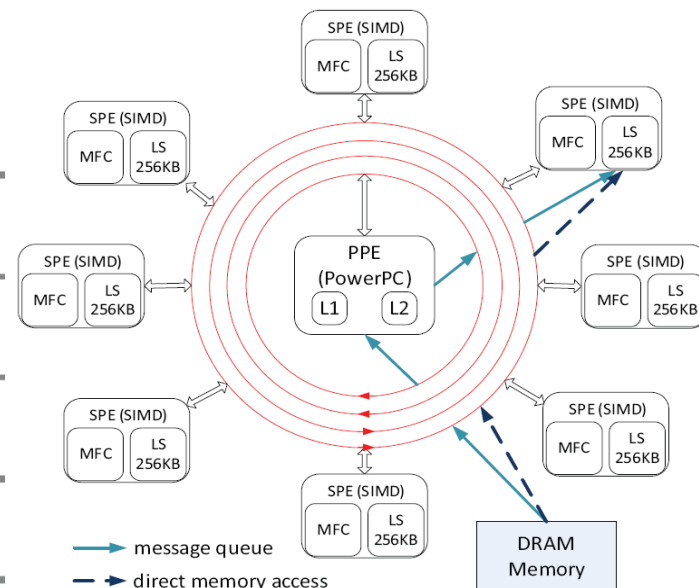 SPE (SIMD)
MFC
LS
256KB
SPE (SIMD)
MFC
LS
256KB
SPE (SIMD)
MFC
LS
256KB
SPE (SIMD)
MFC
LS
256KB
PPE
(PowerPC)
L1
L2
SPE (SIMD)
MFC
LS
256KB
SPE (SIMD)
MFC
LS
256KB
SPE (SIMD)
MFC
LS
256KB
SPE (SIMD)
MFC
LS
256KB
message queue
direct memory access
DRAM
Memory